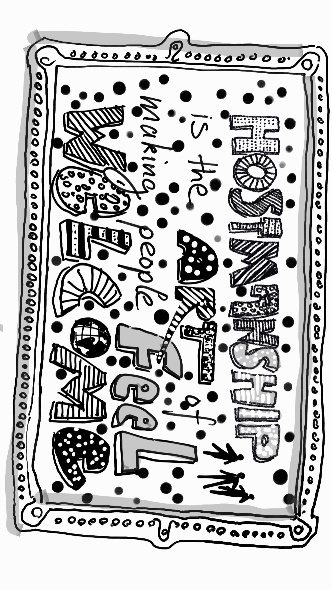 HOSTMANSHIP
is the ART of
making people FeeL
WeLCOMe